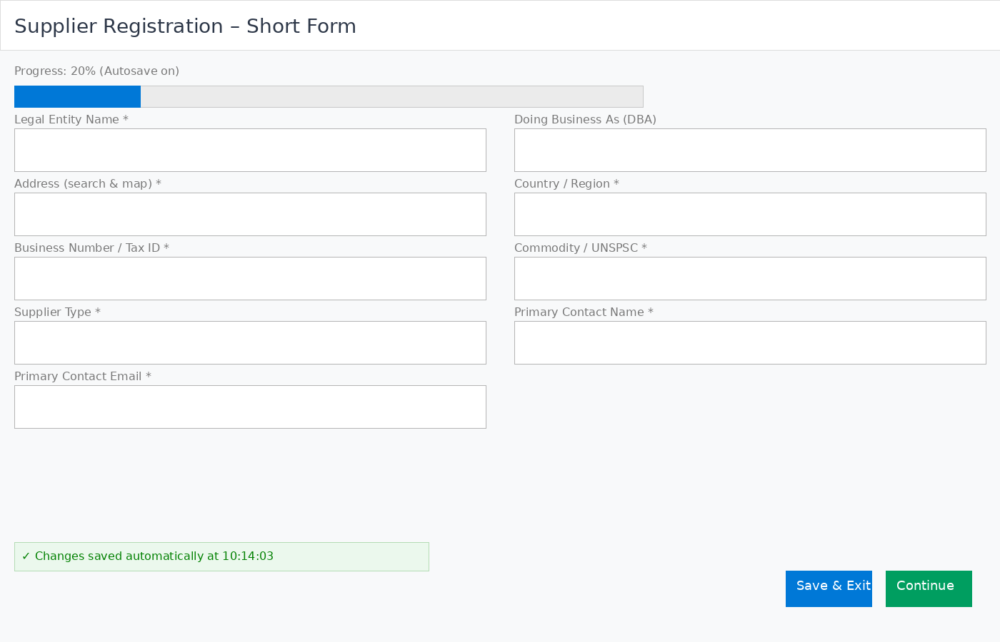 Supplier Registration – Short Form
Progress: 20% (Autosave on)
Legal Entity Name *
Doing Business As (DBA)
Address (search & map) *
Country / Region *
Business Number / Tax ID *
Commodity / UNSPSC *
Supplier Type *
Primary Contact Name *
Primary Contact Email *
✓ Changes saved automatically at 10:14:03
Save & Exit
Continue